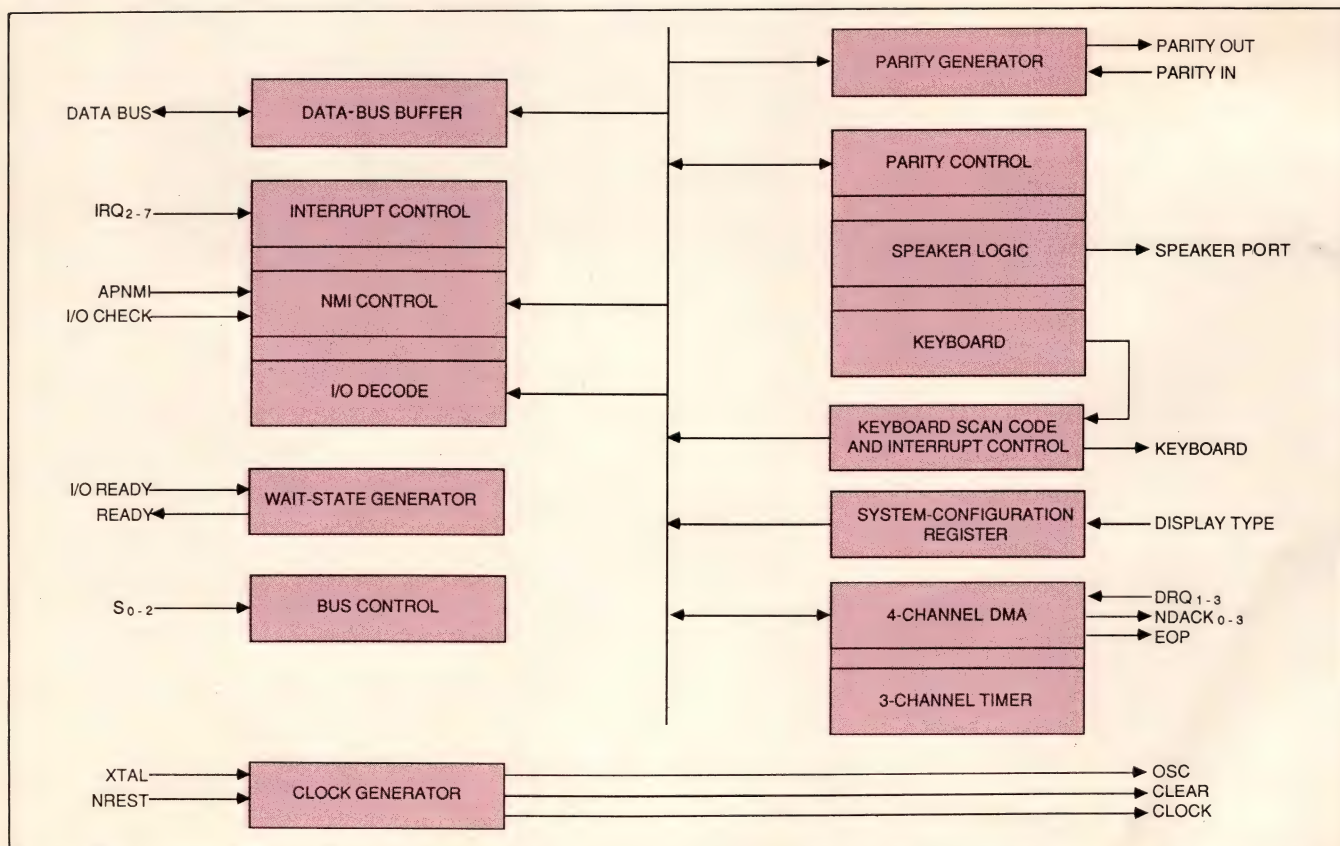 PARITY GENERATOR
PARITY OUT
PARITY IN
DATA BUS
DATA-BUS BUFFER
PARITY CONTROL
IRQ2-7
INTERRUPT CONTROL
SPEAKER LOGIC
SPEAKER PORT
APNMI
I/O CHECK
NMI CONTROL
KEYBOARD
I/O DECODE
KEYBOARD SCAN CODE
AND INTERRUPT CONTROL
KEYBOARD
I/O READY
READY
WAIT-STATE GENERATOR
SYSTEM-CONFIGURATION
REGISTER
DISPLAY TYPE
S0-2
BUS CONTROL
4-CHANNEL DMA
DRQ1-3
NDACK0-3
EOP
3-CHANNEL TIMER
XTAL
NREST
CLOCK GENERATOR
OSC
CLEAR
CLOCK